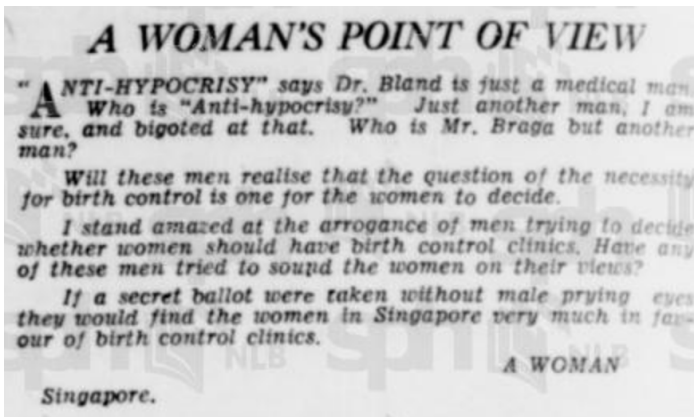 A WOMAN'S POINT OF VIEW
"ANTI-HYPOCRISY" says Dr. Bland is just a medical man.
Who is "Anti-hypocrisy?" Just another man, I am
sure, and bigoted at that. Who is Mr. Braga but another
man?
Will these men realise that the question of the necessity
for birth control is one for the women to decide.
I stand amazed at the arrogance of men trying to decide
whether women should have birth control clinics. Have any
of these men tried to sound the women on their views?
If a secret ballot were taken without male prying eyes
they would find the women in Singapore very much in fav-
our of birth control clinics.
A WOMAN
Singapore.
sph
NLB